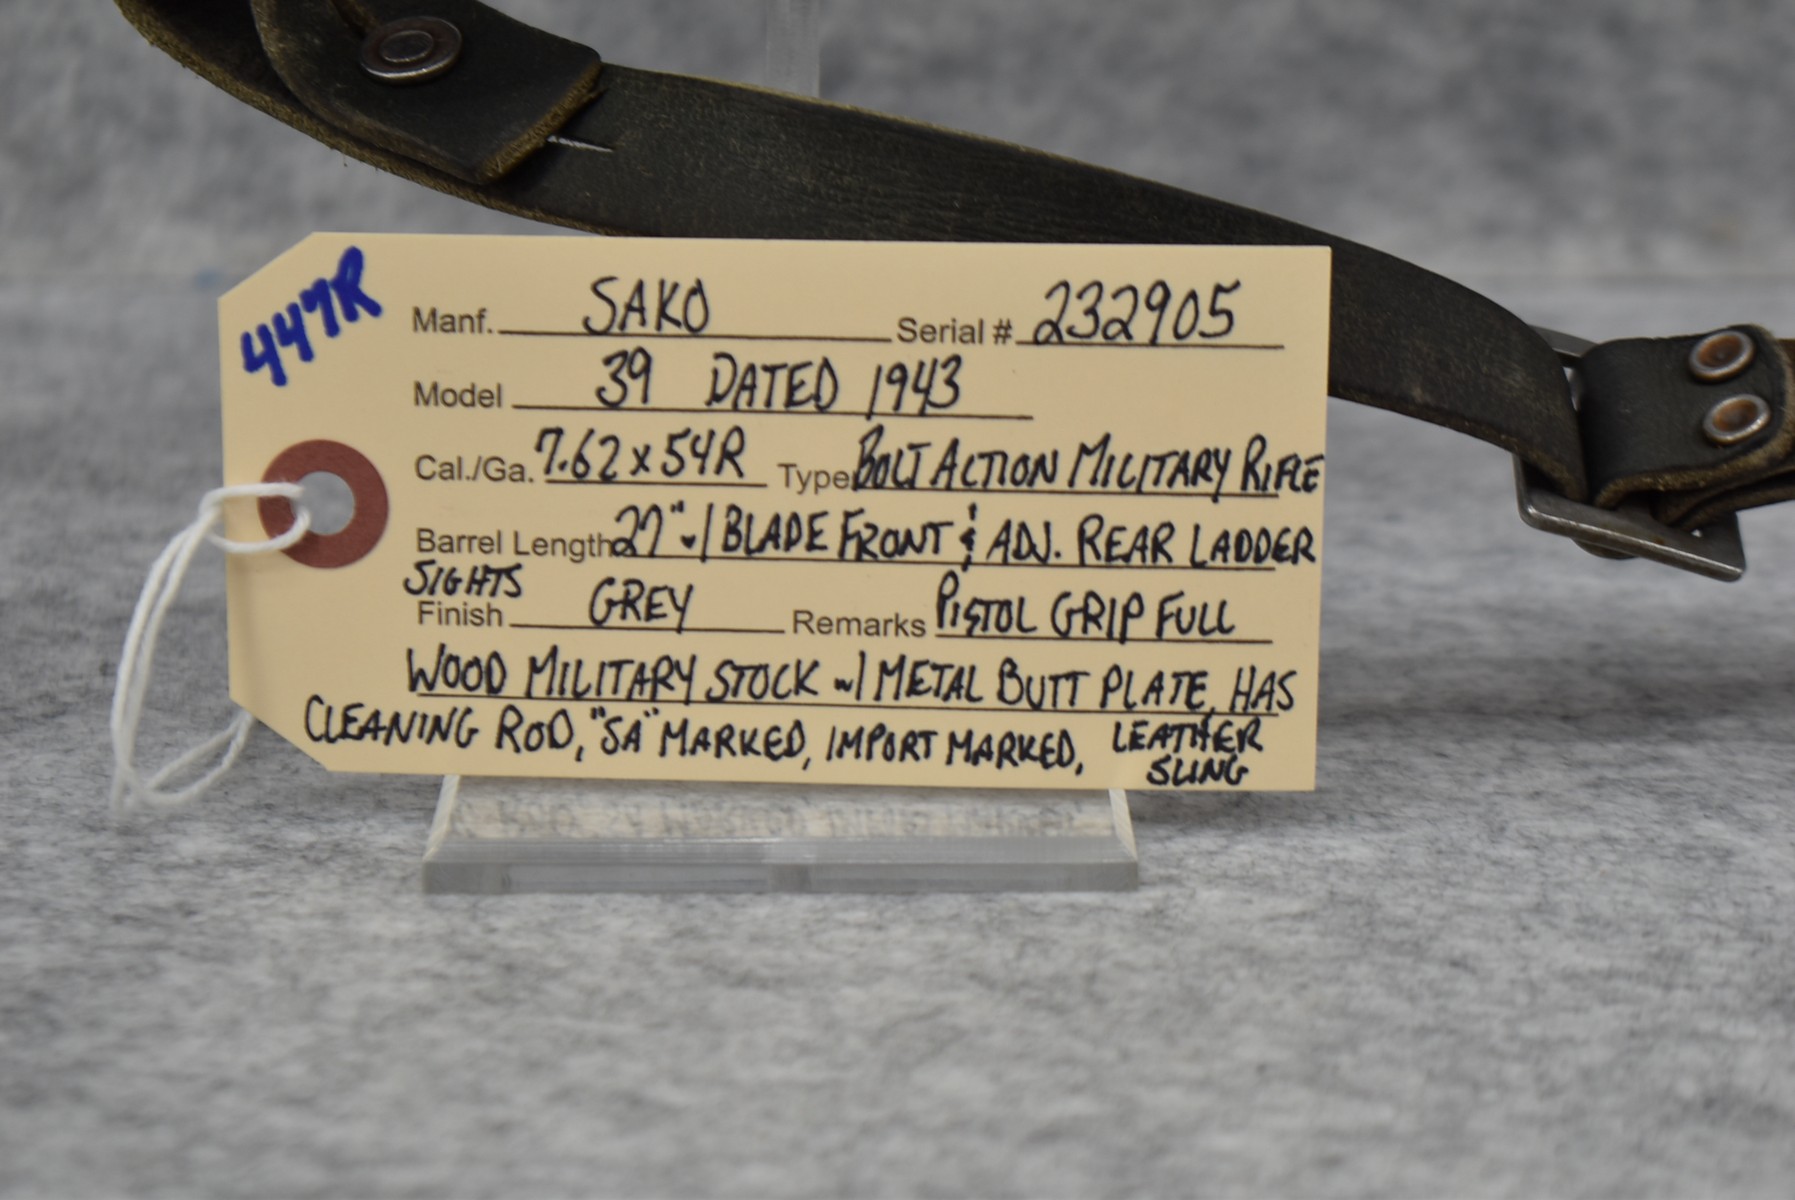 447R
Manf. SAKO Serial # 232905
Model 39 DATED 1943
Cal./Ga. 7.62x54R Type BOLT ACTION MILITARY RIFLE
Barrel Length 27" w/ BLADE FRONT & ADJ. REAR LADDER
SIGHTS
Finish GREY Remarks PISTOL GRIP FULL
WOOD MILITARY STOCK w/ METAL BUTT PLATE, HAS
CLEANING ROD, "SA" MARKED, IMPORT MARKED, LEATHER
SLING